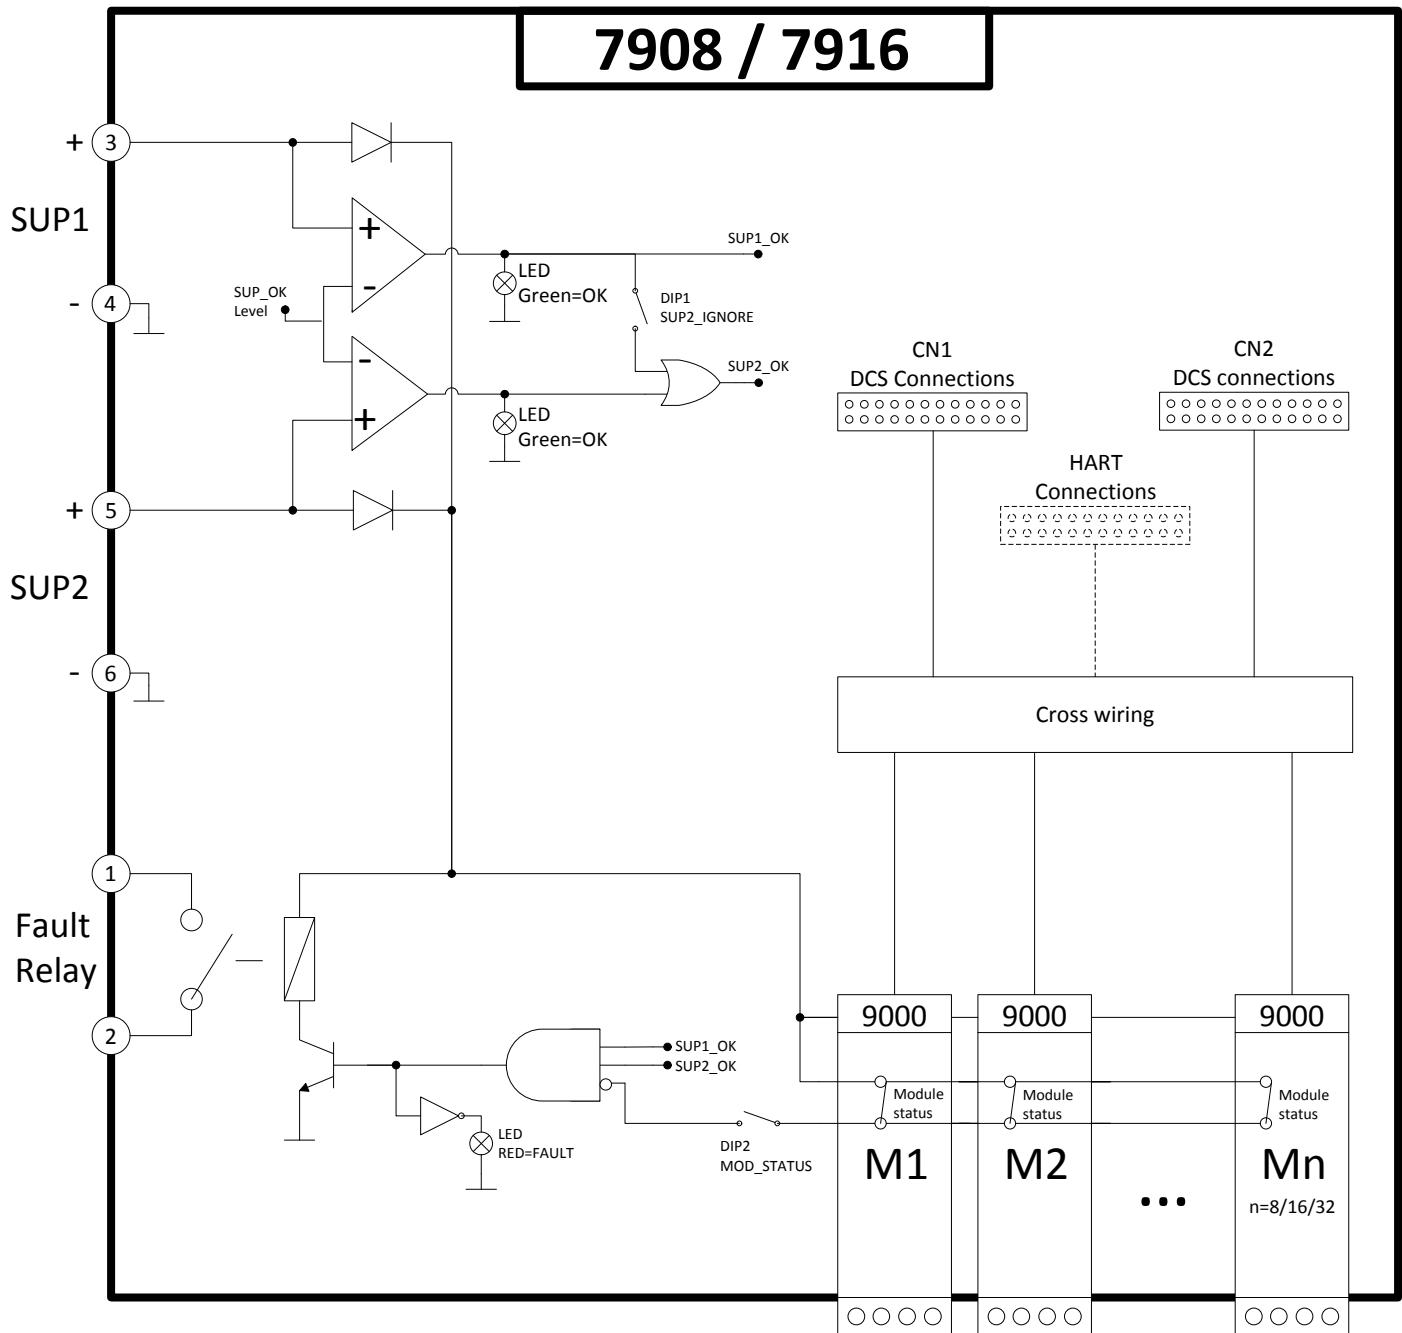 7908 / 7916
+ 3
SUP1
- 4
+
-
SUP_OK
Level
-
+
LED
Green=OK
SUP1_OK
DIP1
SUP2_IGNORE
SUP2_OK
LED
Green=OK
+ 5
SUP2
- 6
CN1
DCS Connections
CN2
DCS connections
HART
Connections
Cross wiring
1
Fault
Relay
2
SUP1_OK
SUP2_OK
LED
RED=FAULT
DIP2
MOD_STATUS
9000
Module
status
M1
9000
Module
status
M2
...
9000
Module
status
Mn
n=8/16/32